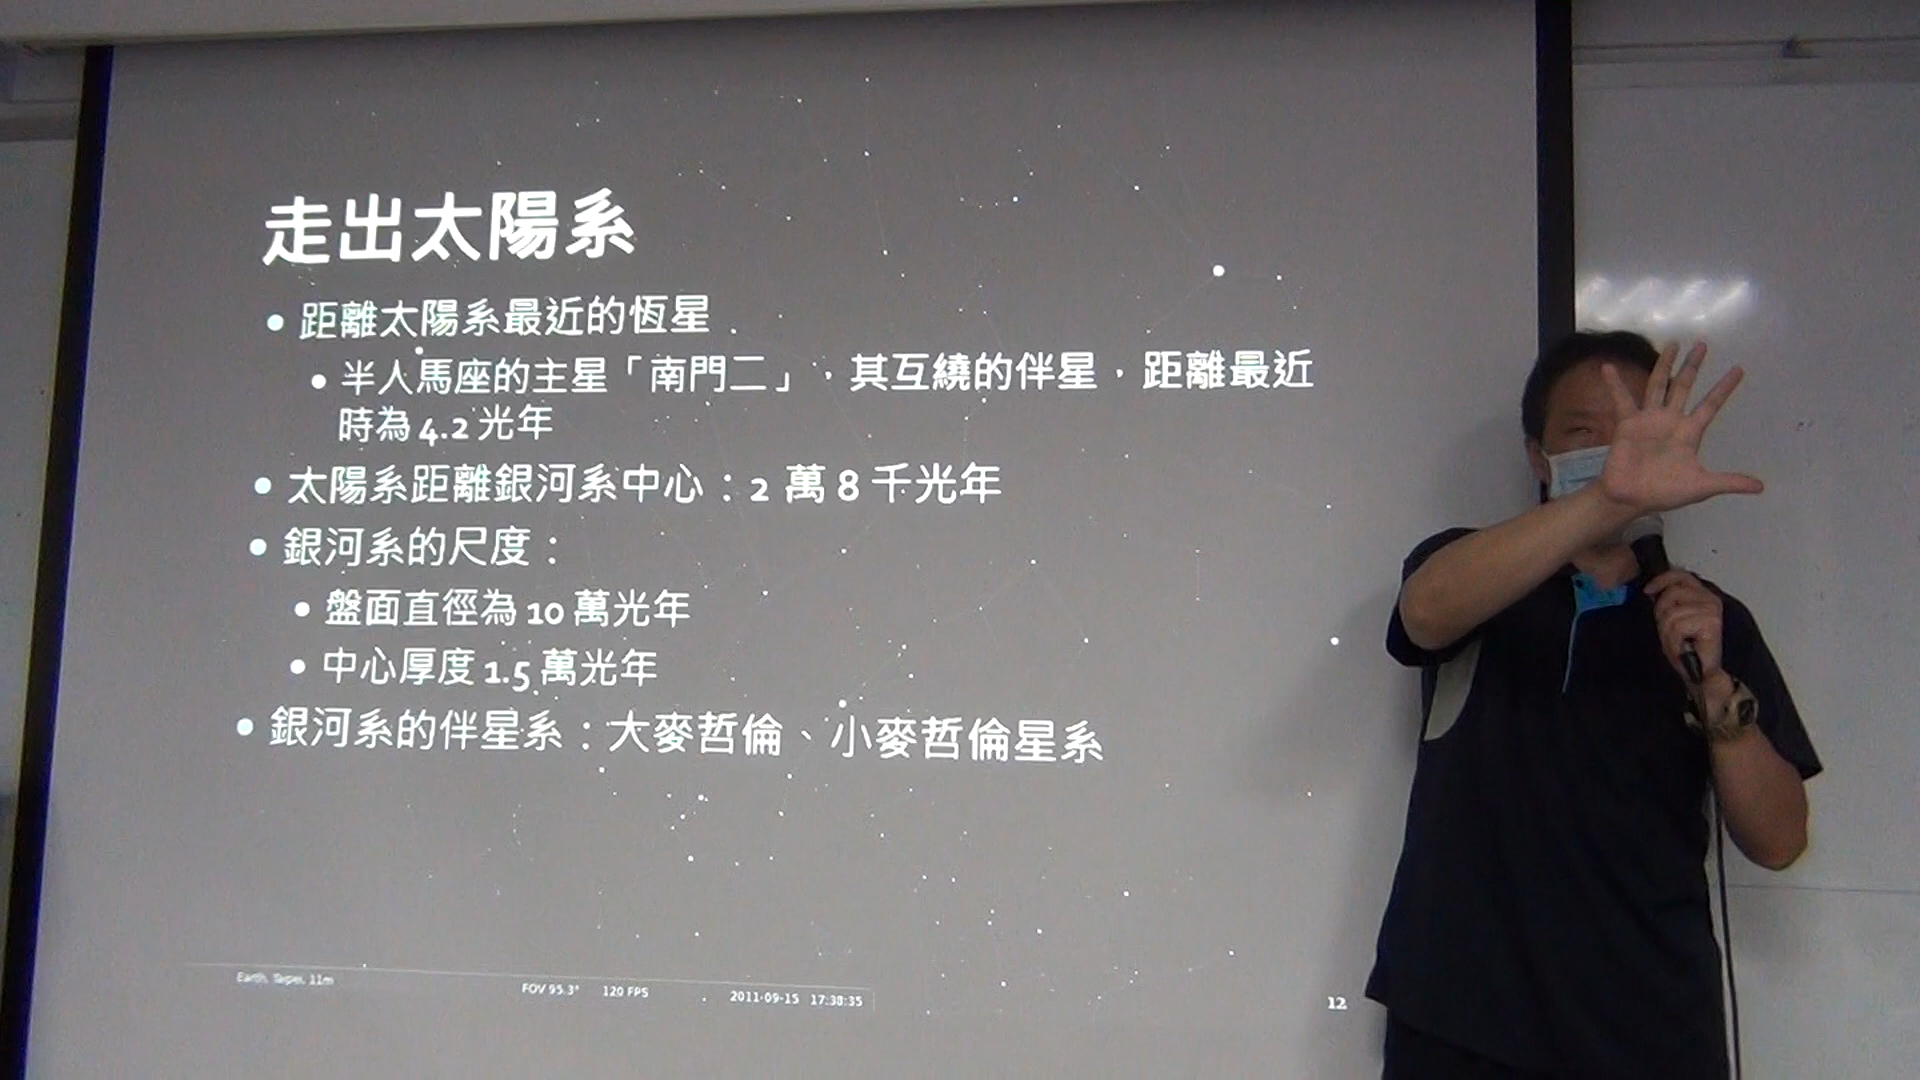 走出太陽系
• 距離太陽系最近的恆星
• 半人馬座的主星「南門二」，其互繞的伴星，距離最近
時為 4.2 光年
• 太陽系距離銀河系中心：2 萬 8 千光年
• 銀河系的尺度：
• 盤面直徑為 10 萬光年
• 中心厚度 1.5 萬光年
• 銀河系的伴星系：大麥哲倫、小麥哲倫星系
Earth, Taipei, 11m FOV 95.3° 120 FPS 2011-09-15 17:38:35
12